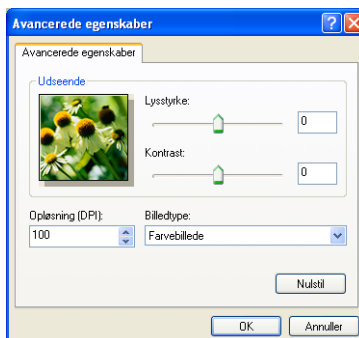 Avancerede egenskaber
Avancerede egenskaber
Udseende
Lysstyrke:
0
Kontrast:
0
Opløsning (DPI):
Billedtype:
100
Farvebillede
Nulstil
OK
Annuller